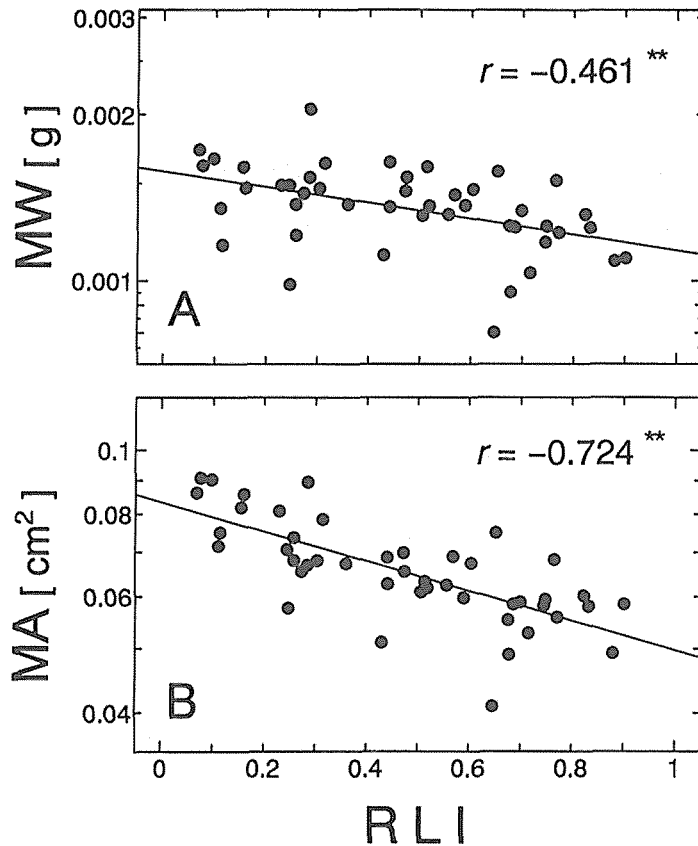 0.003
r = −0.461 **
0.002
MW [ g ]
0.001
A
0.1
r = −0.724 **
0.08
MA [ cm² ]
0.06
B
0.04
0 0.2 0.4 0.6 0.8 1
R L I